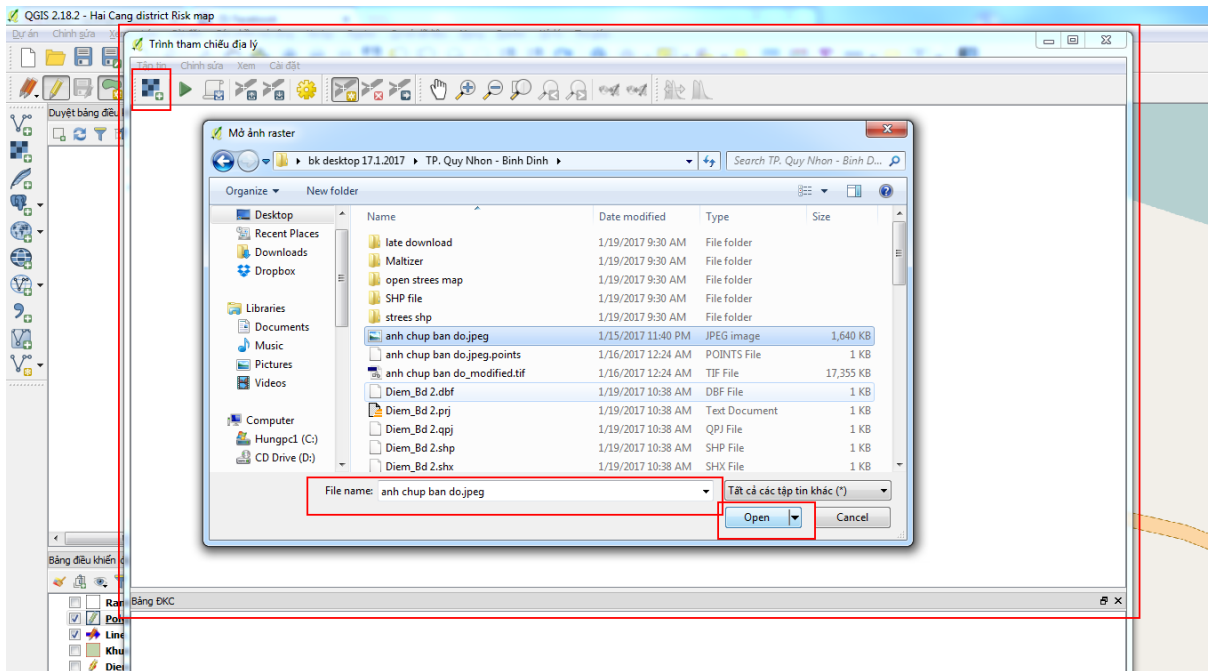 QGIS 2.18.2 - Hai Cang district Risk map
Dự án Chỉnh sửa
Trình tham chiếu địa lý
Tập tin Chỉnh sửa Xem Cài đặt
Duyệt bảng điều
Mở ảnh raster
bk desktop 17.1.2017 TP. Quy Nhon - Binh Dinh
Search TP. Quy Nhon - Binh D...
Organize New folder
Name Date modified Type Size
Desktop
Recent Places
Downloads
Dropbox
Libraries
Documents
Music
Pictures
Videos
Computer
Hungpc1 (C:)
CD Drive (D:)
late download 1/19/2017 9:30 AM File folder
Maltizer 1/19/2017 9:30 AM File folder
open strees map 1/19/2017 9:30 AM File folder
SHP file 1/19/2017 9:30 AM File folder
strees shp 1/19/2017 9:30 AM File folder
anh chup ban do.jpeg 1/15/2017 11:40 PM JPEG image 1,640 KB
anh chup ban do.jpeg.points 1/16/2017 12:24 AM POINTS File 1 KB
anh chup ban do_modified.tif 1/16/2017 12:24 AM TIF File 17,355 KB
Diem_Bd 2.dbf 1/19/2017 10:38 AM DBF File 1 KB
Diem_Bd 2.prj 1/19/2017 10:38 AM Text Document 1 KB
Diem_Bd 2.qpj 1/19/2017 10:38 AM QPJ File 1 KB
Diem_Bd 2.shp 1/19/2017 10:38 AM SHP File 1 KB
Diem_Bd 2.shx 1/19/2017 10:38 AM SHX File 1 KB
File name: anh chup ban do.jpeg
Tất cả các tập tin khác (*)
Open Cancel
Bảng điều khiển
Bảng ĐKC
Ran
Poly
Line
Khu
Dien